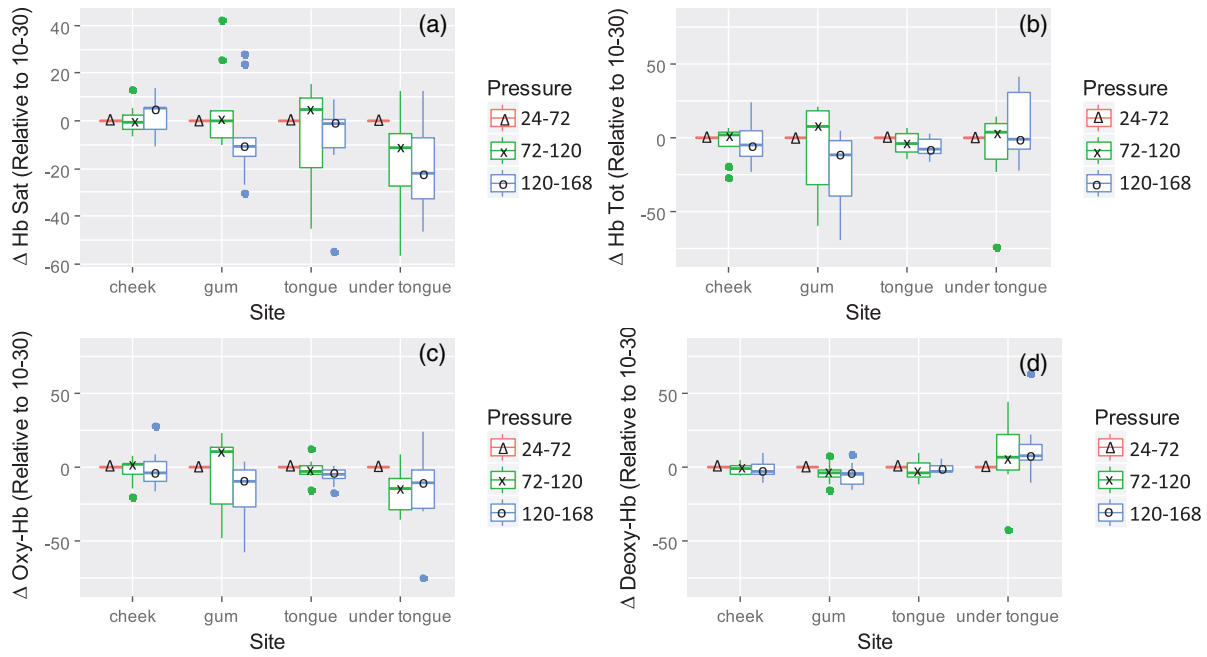 (a)
Δ Hb Sat (Relative to 10-30)
40
20
0
-20
-40
-60
cheek gum tongue under tongue
Site
Pressure
Δ 24-72
x 72-120
o 120-168
(b)
Δ Hb Tot (Relative to 10-30)
50
0
-50
cheek gum tongue under tongue
Site
Pressure
Δ 24-72
x 72-120
o 120-168
(c)
Δ Oxy-Hb (Relative to 10-30)
50
0
-50
cheek gum tongue under tongue
Site
Pressure
Δ 24-72
x 72-120
o 120-168
(d)
Δ Deoxy-Hb (Relative to 10-30
50
0
-50
cheek gum tongue under tongue
Site
Pressure
Δ 24-72
x 72-120
o 120-168